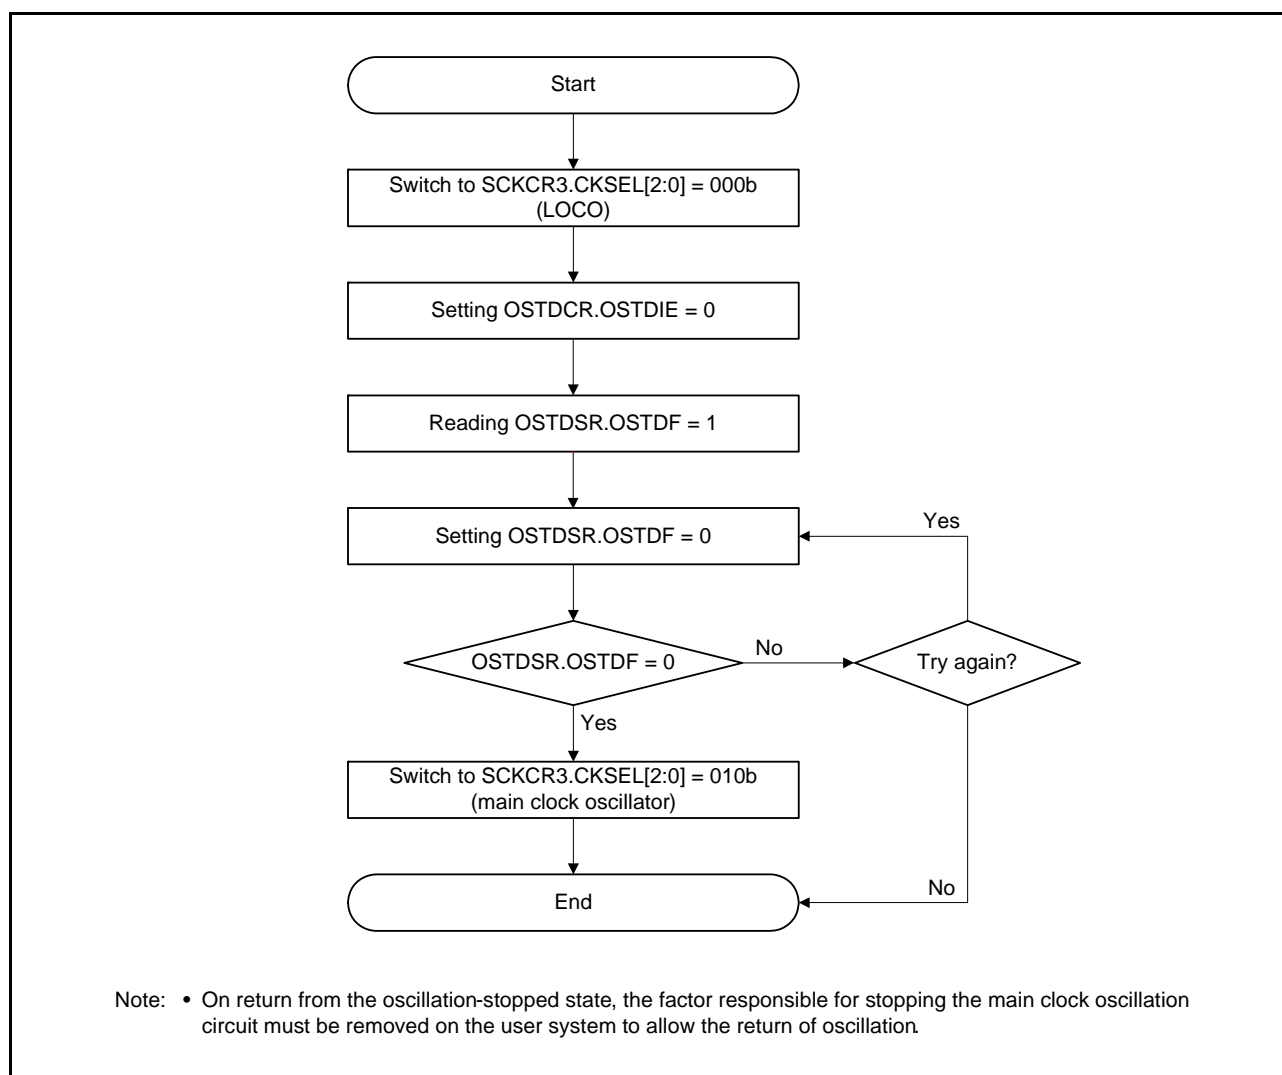 Start
Switch to SCKCR3.CKSEL[2:0] = 000b
(LOCO)
Setting OSTDCR.OSTDIE = 0
Reading OSTDSR.OSTDF = 1
Setting OSTDSR.OSTDF = 0
Yes
OSTDSR.OSTDF = 0
No
Try again?
Yes
Switch to SCKCR3.CKSEL[2:0] = 010b
(main clock oscillator)
No
End
Note: • On return from the oscillation-stopped state, the factor responsible for stopping the main clock oscillation
circuit must be removed on the user system to allow the return of oscillation.